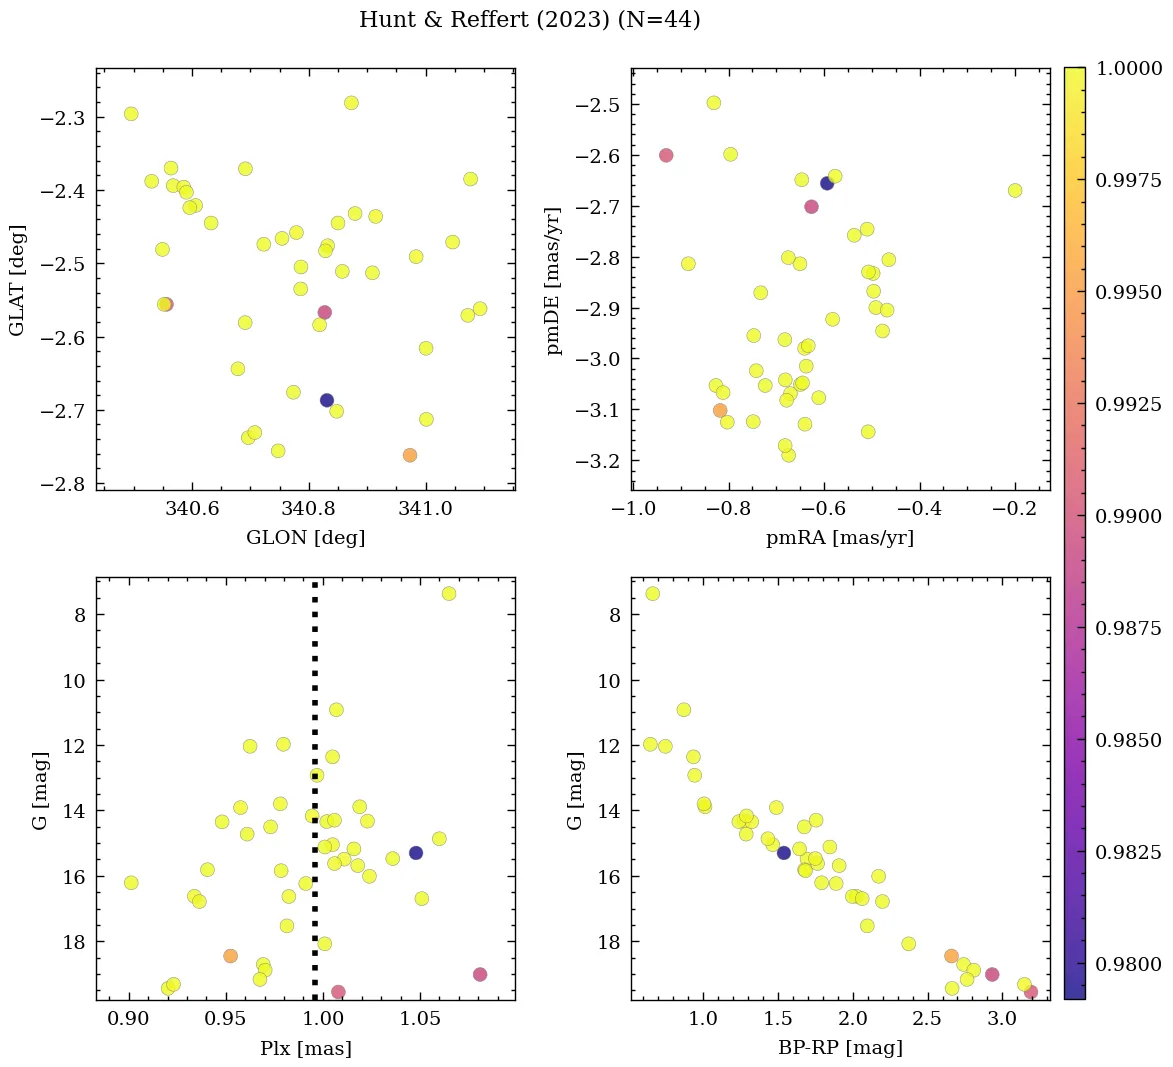 Hunt & Reffert (2023) (N=44)
−2.3
−2.4
−2.5
−2.6
−2.7
−2.8
GLAT [deg]
340.6 340.8 341.0
GLON [deg]
−2.5
−2.6
−2.7
−2.8
−2.9
−3.0
−3.1
−3.2
pmDE [mas/yr]
−1.0 −0.8 −0.6 −0.4 −0.2
pmRA [mas/yr]
8
10
12
14
16
18
G [mag]
0.90 0.95 1.00 1.05
Plx [mas]
8
10
12
14
16
18
G [mag]
1.0 1.5 2.0 2.5 3.0
BP-RP [mag]
1.0000
0.9975
0.9950
0.9925
0.9900
0.9875
0.9850
0.9825
0.9800